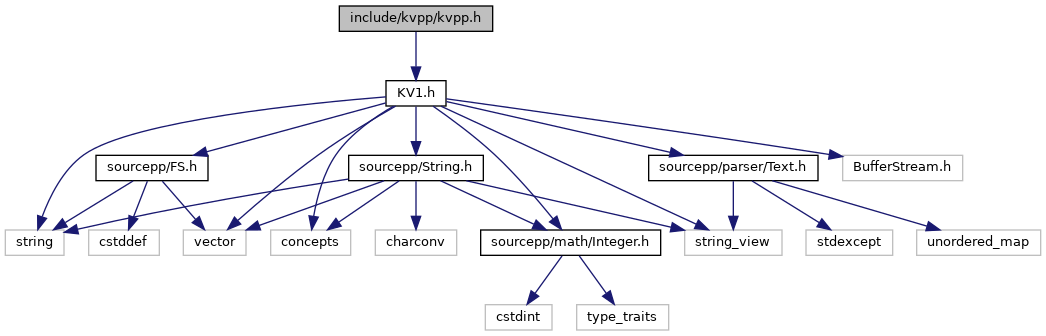 include/kvpp/kvpp.h
KV1.h
sourcepp/FS.h
sourcepp/String.h
sourcepp/parser/Text.h
BufferStream.h
string
cstddef
vector
concepts
charconv
sourcepp/math/Integer.h
string_view
stdexcept
unordered_map
cstdint
type_traits